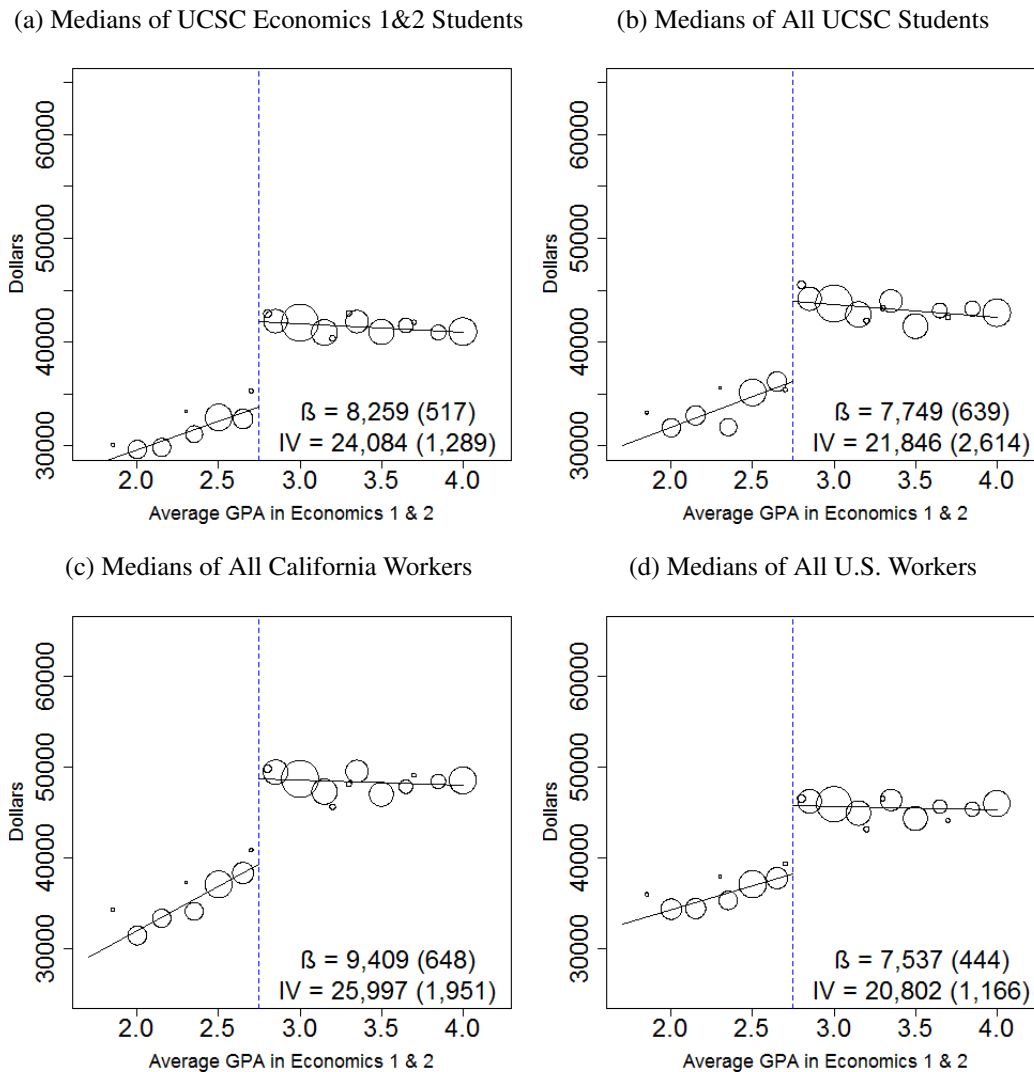 (a) Medians of UCSC Economics 1&2 Students
60000
50000
40000
30000
Dollars
ß = 8,259 (517)
IV = 24,084 (1,289)
2.0 2.5 3.0 3.5 4.0
Average GPA in Economics 1 & 2
(b) Medians of All UCSC Students
60000
50000
40000
30000
Dollars
ß = 7,749 (639)
IV = 21,846 (2,614)
2.0 2.5 3.0 3.5 4.0
Average GPA in Economics 1 & 2
(c) Medians of All California Workers
60000
50000
40000
30000
Dollars
ß = 9,409 (648)
IV = 25,997 (1,951)
2.0 2.5 3.0 3.5 4.0
Average GPA in Economics 1 & 2
(d) Medians of All U.S. Workers
60000
50000
40000
30000
Dollars
ß = 7,537 (444)
IV = 20,802 (1,166)
2.0 2.5 3.0 3.5 4.0
Average GPA in Economics 1 & 2